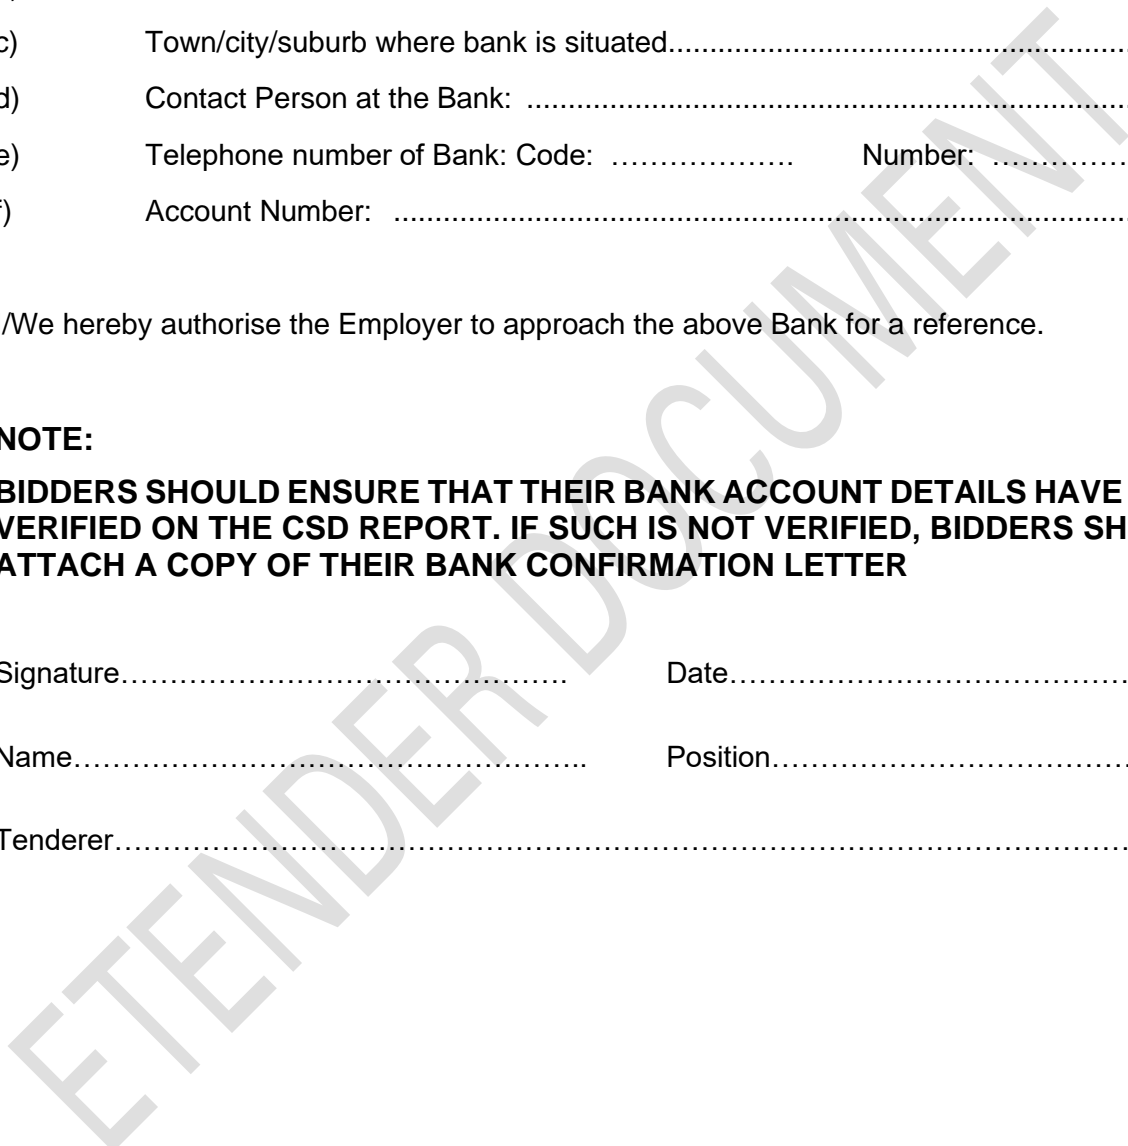 c) Town/city/suburb where bank is situated................................................................
d) Contact Person at the Bank: ................................................................................
e) Telephone number of Bank: Code: ……………….. Number: …………..
f) Account Number: ................................................................................................
/We hereby authorise the Employer to approach the above Bank for a reference.
NOTE:
BIDDERS SHOULD ENSURE THAT THEIR BANK ACCOUNT DETAILS HAVE
VERIFIED ON THE CSD REPORT. IF SUCH IS NOT VERIFIED, BIDDERS SH
ATTACH A COPY OF THEIR BANK CONFIRMATION LETTER
Signature………………………………………. Date…………………………………
Name…………………………………………….. Position………………………………
Tenderer……………………………………………………………………………………
ETENDER DOCUMENT